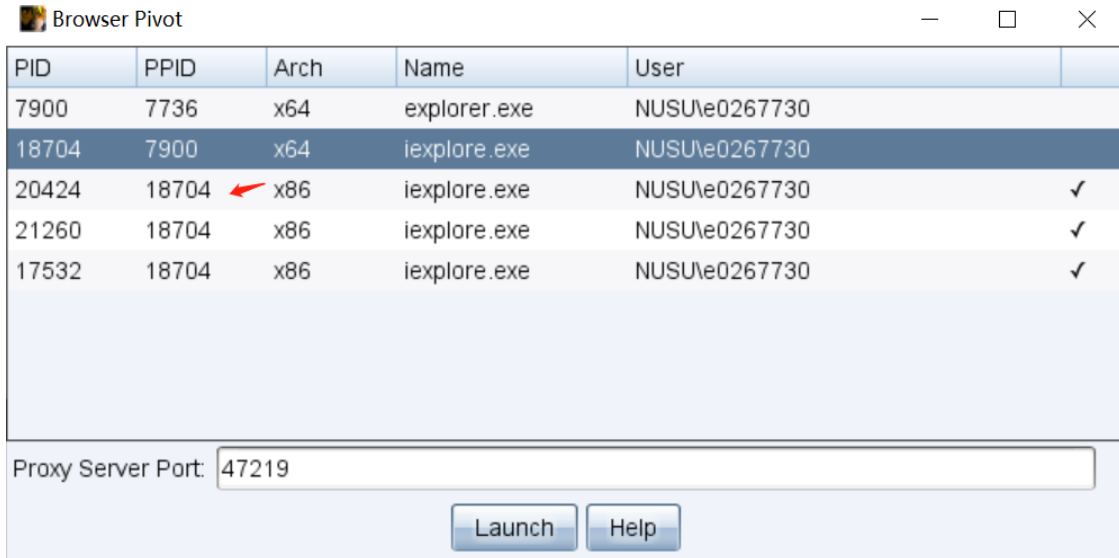 Browser Pivot
PID PPID Arch Name User
7900 7736 x64 explorer.exe NUSU\e0267730
18704 7900 x64 iexplore.exe NUSU\e0267730
20424 18704 x86 iexplore.exe NUSU\e0267730 ✓
21260 18704 x86 iexplore.exe NUSU\e0267730 ✓
17532 18704 x86 iexplore.exe NUSU\e0267730 ✓
Proxy Server Port: 47219
Launch Help